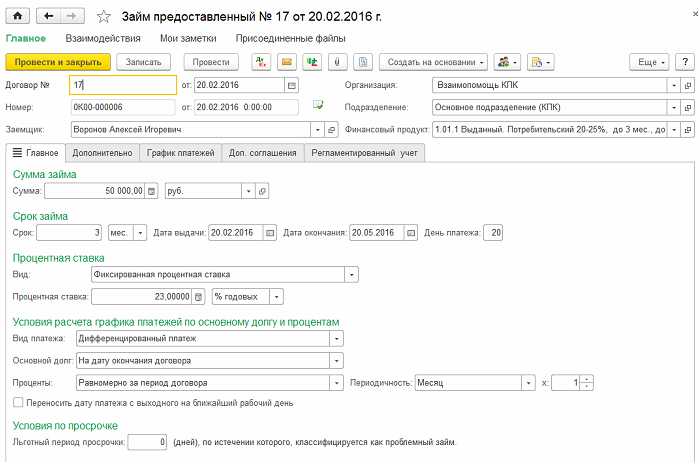 Займ предоставленный № 17 от 20.02.2016 г.
Главное Взаимодействия Мои заметки Присоединенные файлы
Провести и закрыть Записать Провести Дт Кт Создать на основании Еще ?
Договор № 17 от: 20.02.2016 Организация: Взаимопомощь КПК
Номер: 0К00-000006 от: 20.02.2016 0:00:00 Подразделение: Основное подразделение (КПК)
Заемщик: Воронов Алексей Игоревич Финансовый продукт: 1.01.1 Выданный. Потребительский 20-25%, до 3 мес., до
Главное Дополнительно График платежей Доп. соглашения Регламентированный учет
Сумма займа
Сумма: 50 000,00 руб.
Срок займа
Срок: 3 мес. Дата выдачи: 20.02.2016 Дата окончания: 20.05.2016 День платежа: 20
Процентная ставка
Вид: Фиксированная процентная ставка
Процентная ставка: 23,00000 % годовых
Условия расчета графика платежей по основному долгу и процентам
Вид платежа: Дифференцированный платеж
Основной долг: На дату окончания договора
Проценты: Равномерно за период договора Периодичность: Месяц x: 1
Переносить дату платежа с выходного на ближайший рабочий день
Условия по просрочке
Льготный период просрочки: 0 (дней), по истечении которого, классифицируется как проблемный займ.